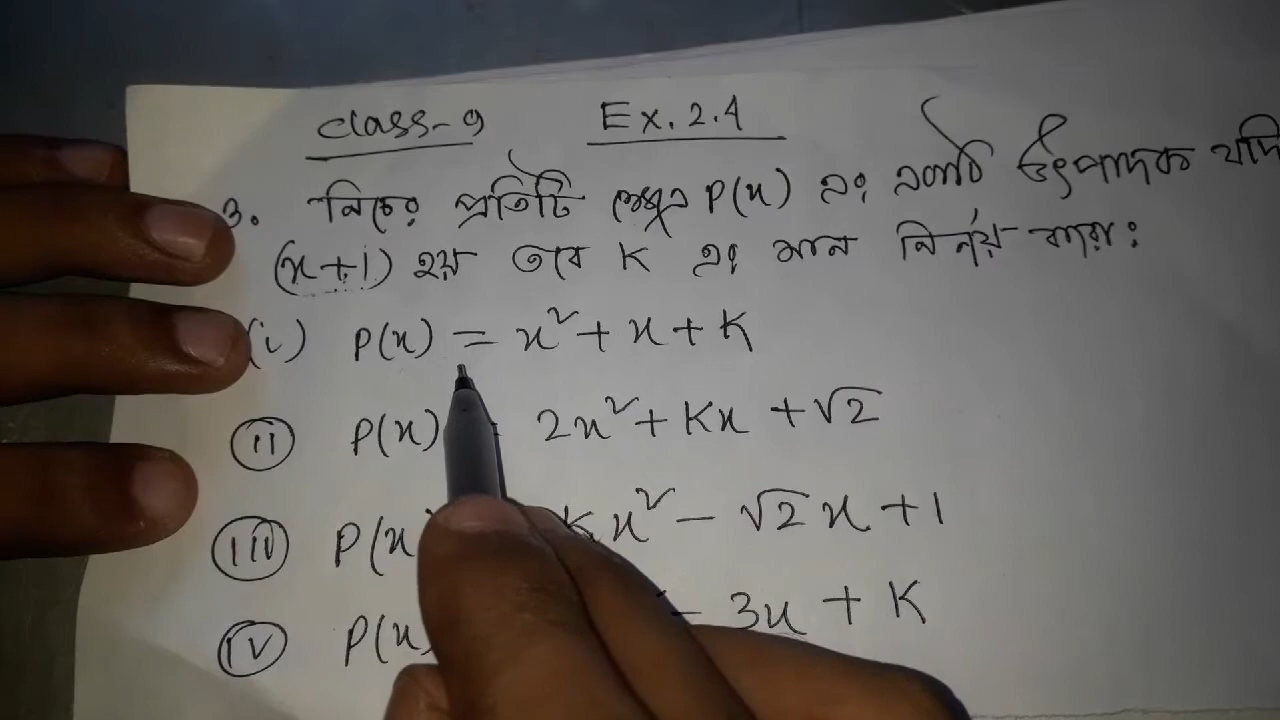 Class-9 Ex. 2.4
3. নিচের প্রতিটি ক্ষেত্রে P(x) এর একটি উৎপাদক যদি
(x+1) হয় তবে K এর মান নির্ণয় করো:
(i) P(x) = x² + x + K
(ii) P(x) 2x² + Kx + √2
(iii) P(x Kx² - √2x + 1
(iv) P(x - 3x + K